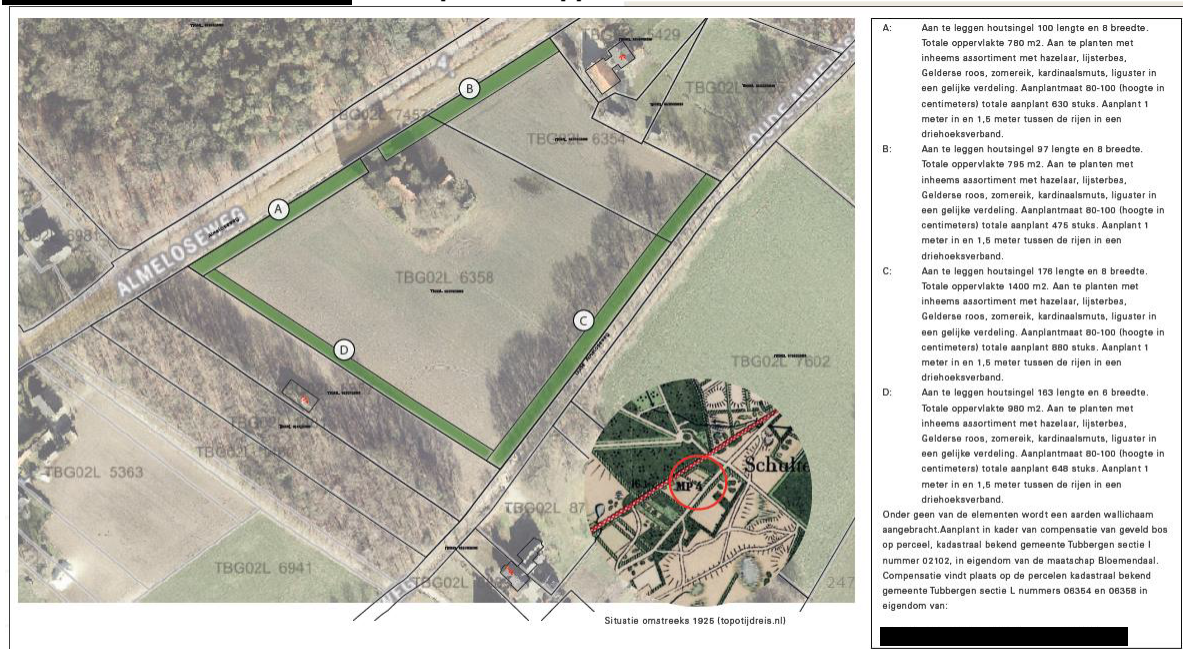 A: Aan te leggen houtsingel 100 lengte en 8 breedte.
Totale oppervlakte 780 m2. Aan te planten met
inheems assortiment met hazelaar, lijsterbes,
Gelderse roos, zomereik, kardinaalsmuts, liguster in
een gelijke verdeling. Aanplantmaat 80-100 (hoogte in
centimeters) totale aanplant 630 stuks. Aanplant 1
meter in en 1,5 meter tussen de rijen in een
driehoeksverband.
B: Aan te leggen houtsingel 97 lengte en 8 breedte.
Totale oppervlakte 795 m2. Aan te planten met
inheems assortiment met hazelaar, lijsterbes,
Gelderse roos, zomereik, kardinaalsmuts, liguster in
een gelijke verdeling. Aanplantmaat 80-100 (hoogte in
centimeters) totale aanplant 475 stuks. Aanplant 1
meter in en 1,5 meter tussen de rijen in een
driehoeksverband.
C: Aan te leggen houtsingel 176 lengte en 8 breedte.
Totale oppervlakte 1400 m2. Aan te planten met
inheems assortiment met hazelaar, lijsterbes,
Gelderse roos, zomereik, kardinaalsmuts, liguster in
een gelijke verdeling. Aanplantmaat 80-100 (hoogte in
centimeters) totale aanplant 880 stuks. Aanplant 1
meter in en 1,5 meter tussen de rijen in een
driehoeksverband.
D: Aan te leggen houtsingel 163 lengte en 6 breedte.
Totale oppervlakte 980 m2. Aan te planten met
inheems assortiment met hazelaar, lijsterbes,
Gelderse roos, zomereik, kardinaalsmuts, liguster in
een gelijke verdeling. Aanplantmaat 80-100 (hoogte in
centimeters) totale aanplant 648 stuks. Aanplant 1
meter in en 1,5 meter tussen de rijen in een
driehoeksverband.
Onder geen van de elementen wordt een aarden wallicham
aangebracht.Aanplant in kader van compensatie van geveld bos
op perceel, kadastraal bekend gemeente Tubbergen sectie I
nummer 02102, in eigendom van de maatschap Bloemendaal.
Compensatie vindt plaats op de percelen kadastraal bekend
gemeente Tubbergen sectie L nummers 06354 en 06358 in
eigendom van:
429
TBG02L
B
TBG02L 745
TBG02L 6354
A
6981
ALMELOSEWEG
TBG02L 6358
C
D
TBG02L 7602
TBG02L 5363
TBG02L 87
TBG02L 6941
TBG02L
247
Schulte
MP 4
Situatie omstreeks 1925 (topotijdreis.nl)